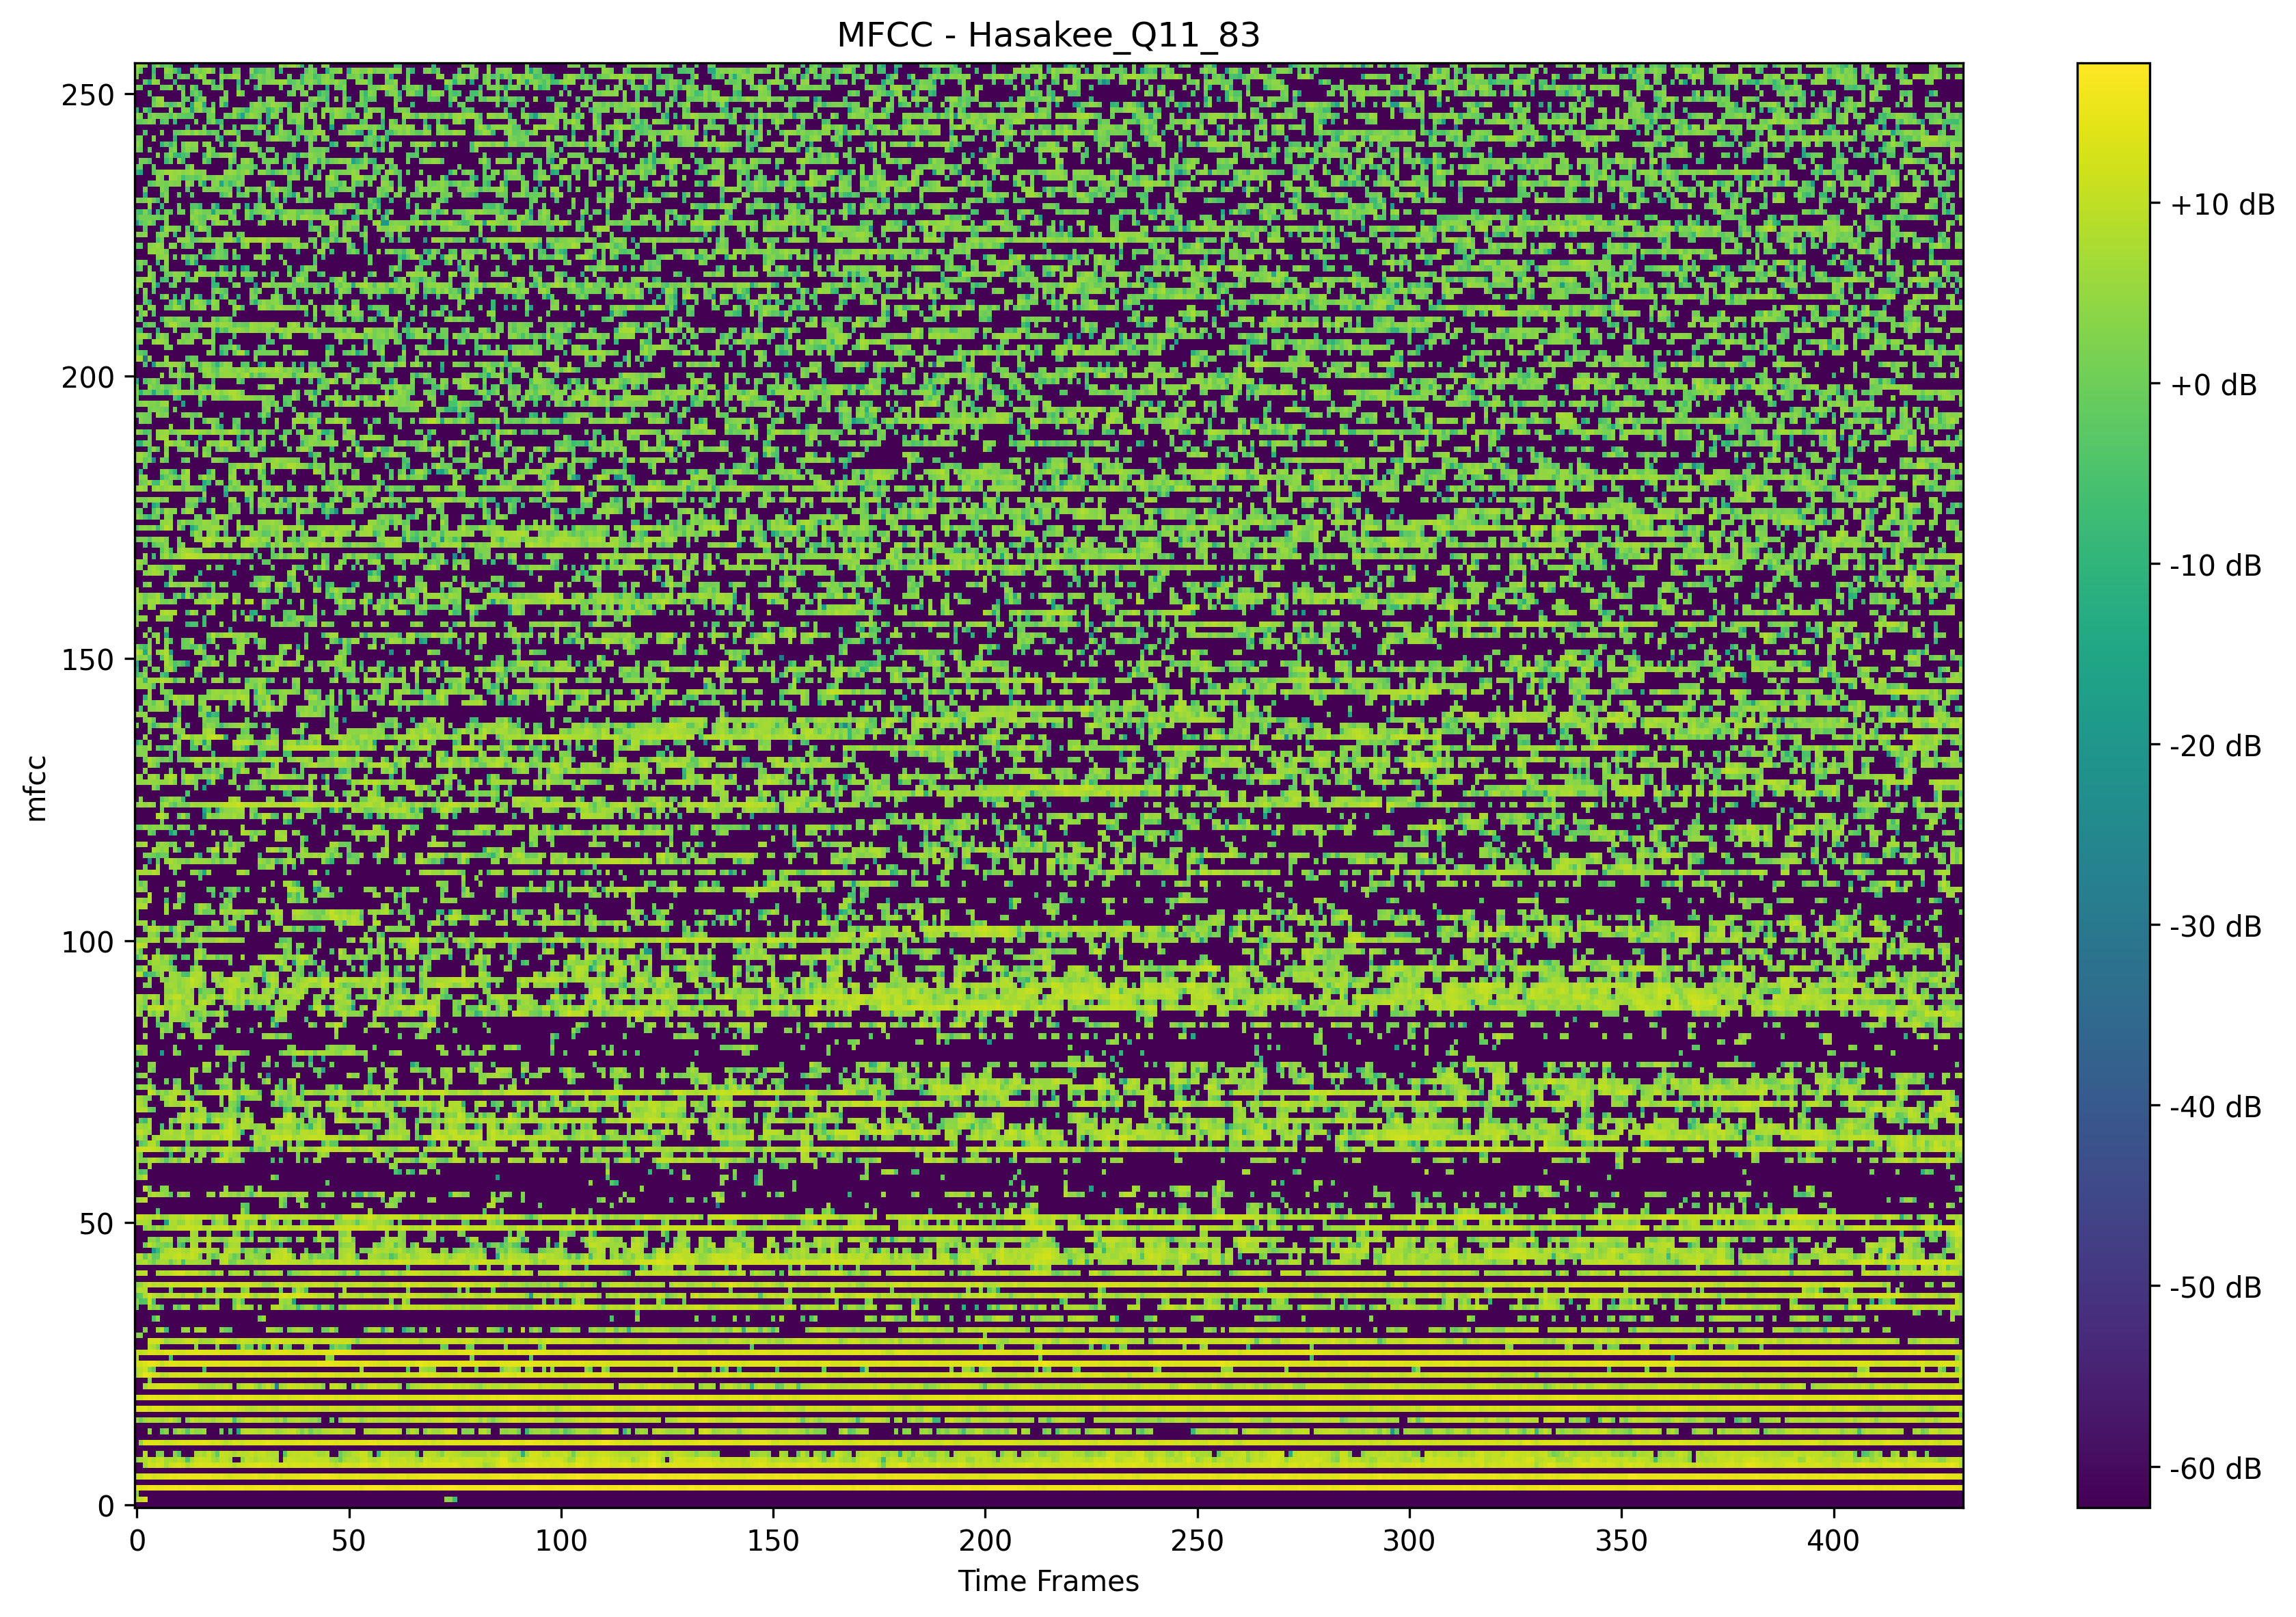 MFCC - Hasakee_Q11_83
250
200
150
100
50
0
mfcc
0 50 100 150 200 250 300 350 400
Time Frames
+10 dB
+0 dB
-10 dB
-20 dB
-30 dB
-40 dB
-50 dB
-60 dB